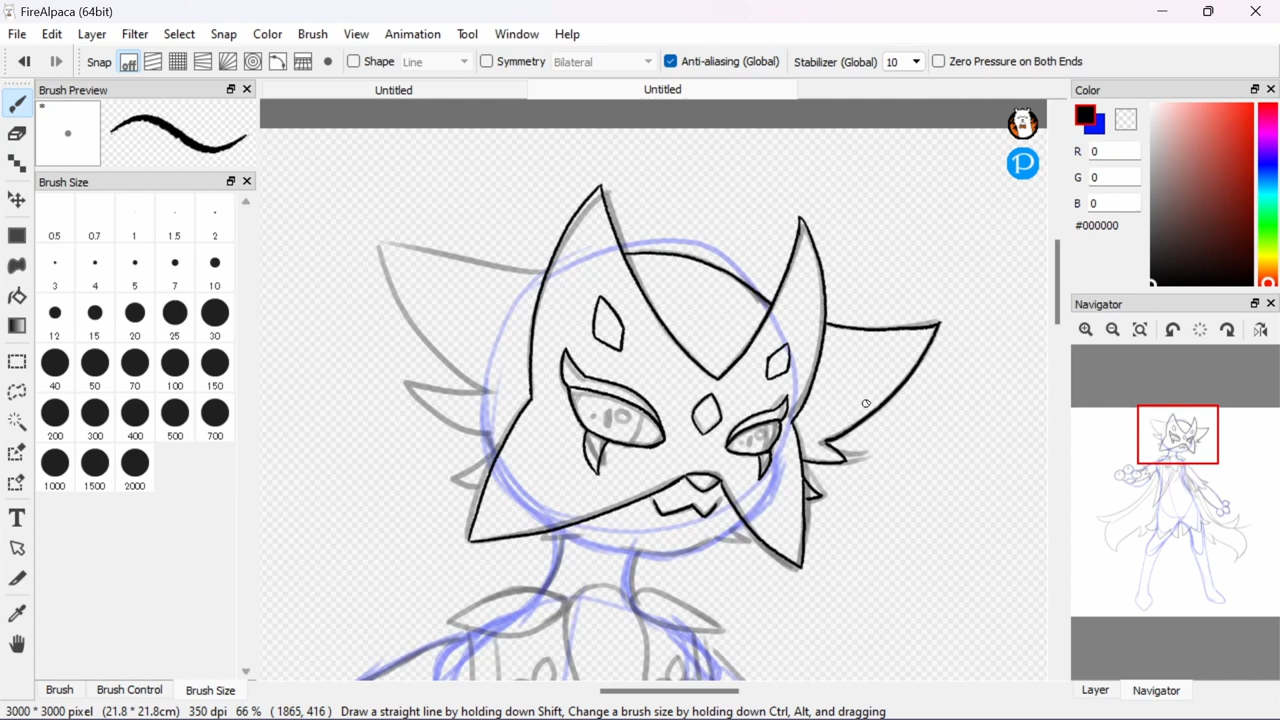 FireAlpaca (64bit)
File Edit Layer Filter Select Snap Color Brush View Animation Tool Window Help
Snap off Shape Line Symmetry Bilateral Anti-aliasing (Global) Stabilizer (Global) 10 Zero Pressure on Both Ends
Brush Preview
Untitled Untitled
Color
*
R 0
G 0
B 0
#000000
Brush Size
0.5 0.7 1 1.5 2
3 4 5 7 10
12 15 20 25 30
40 50 70 100 150
200 300 400 500 700
1000 1500 2000
P
Navigator
T
Brush Brush Control Brush Size
Layer Navigator
3000 * 3000 pixel (21.8 * 21.8cm) 350 dpi 66 % ( 1865, 416 ) Draw a straight line by holding down Shift, Change a brush size by holding down Ctrl, Alt, and dragging